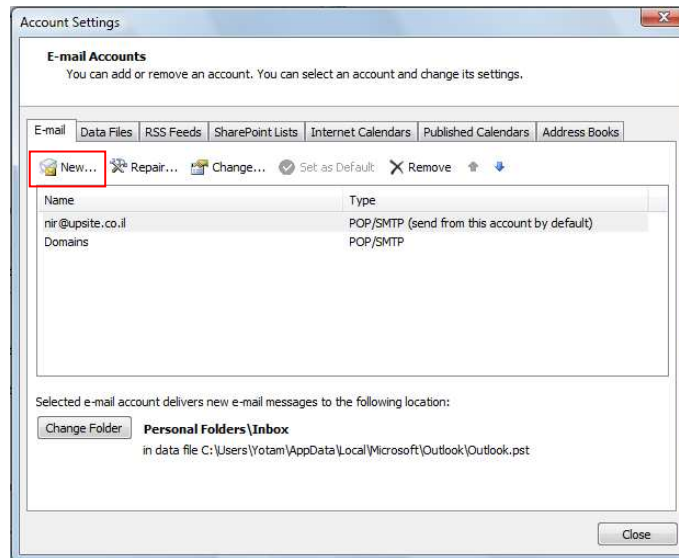 Account Settings
E-mail Accounts
You can add or remove an account. You can select an account and change its settings.
E-mail Data Files RSS Feeds SharePoint Lists Internet Calendars Published Calendars Address Books
New... Repair... Change... Set as Default Remove
Name Type
nir@upsite.co.il POP/SMTP (send from this account by default)
Domains POP/SMTP
Selected e-mail account delivers new e-mail messages to the following location:
Change Folder Personal Folders\Inbox
in data file C:\Users\Yotam\AppData\Local\Microsoft\Outlook\Outlook.pst
Close